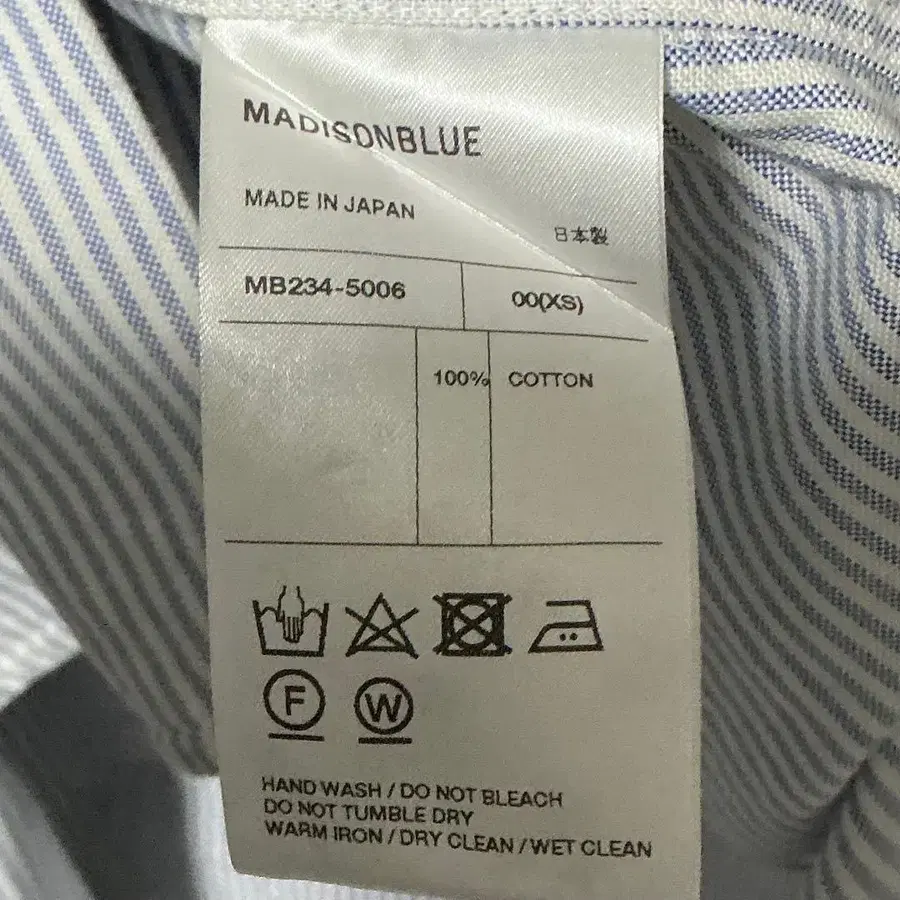 MADISONBLUE
MADE IN JAPAN
日本製
MB234-5006 00(XS)
100% COTTON
F W
HAND WASH / DO NOT BLEACH
DO NOT TUMBLE DRY
WARM IRON / DRY CLEAN / WET CLEAN